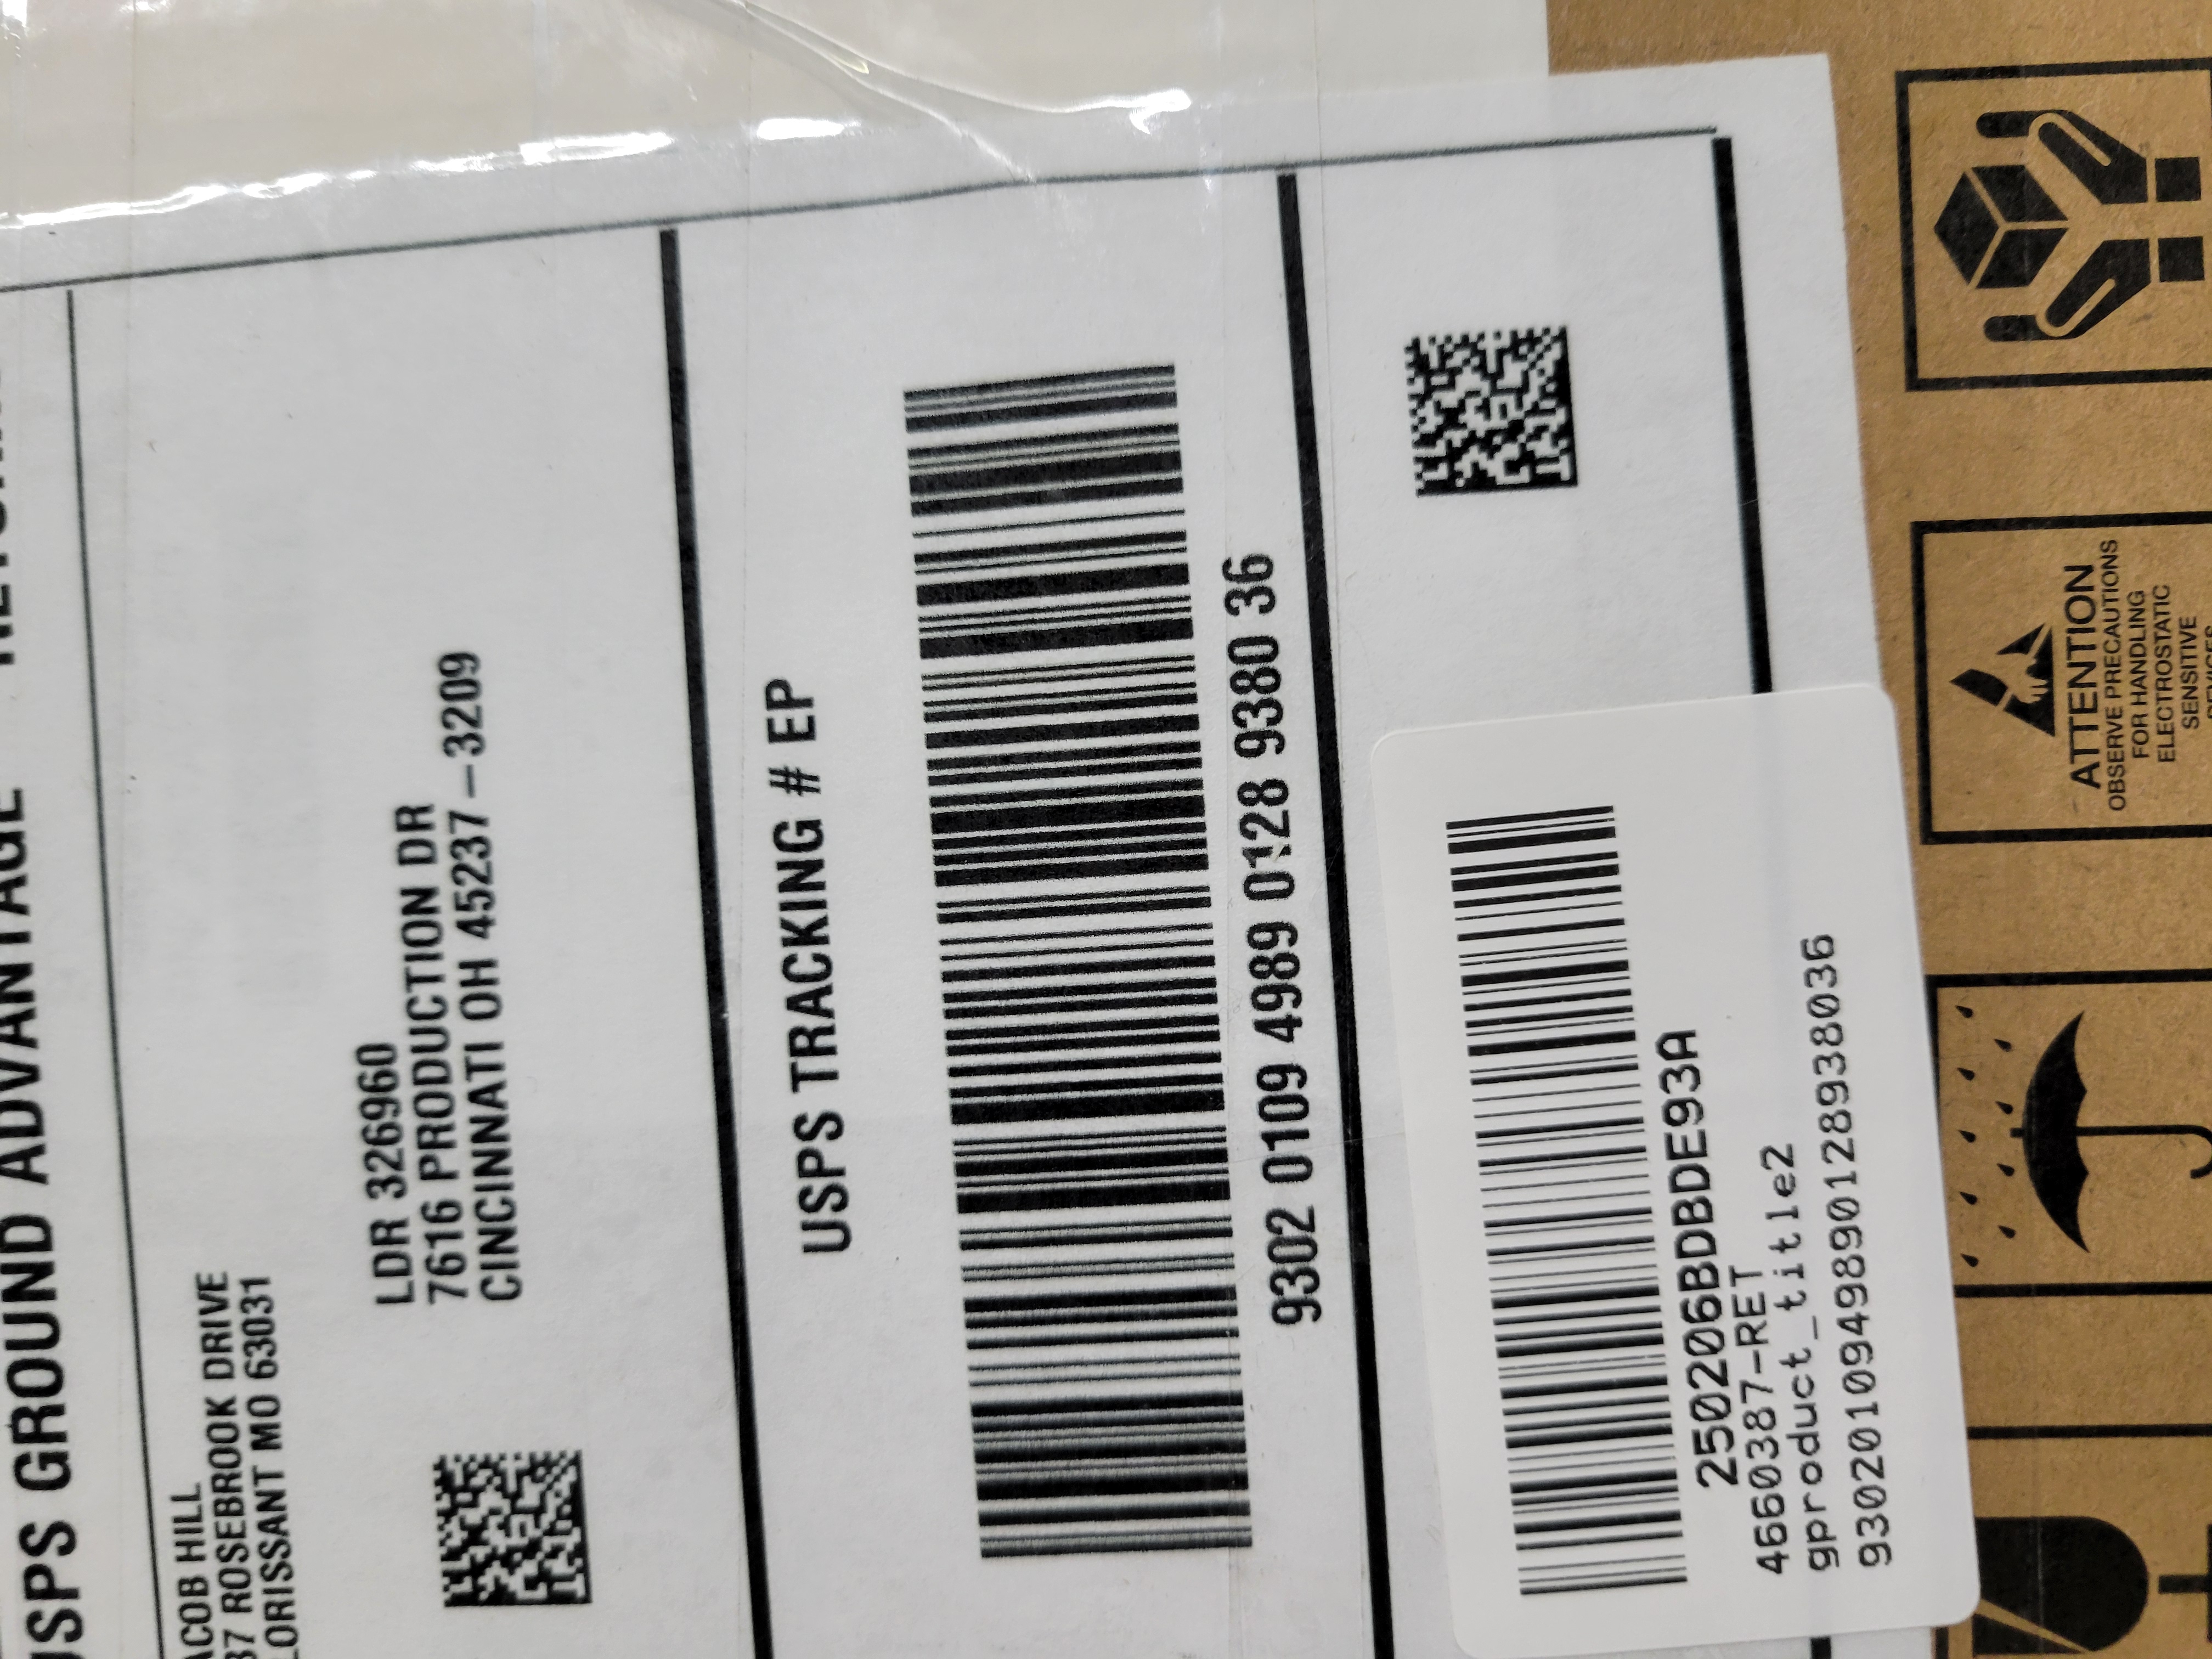 USPS GROUND ADVANTAGE
ACOB HILL
37 ROSEBROOK DRIVE
LORISSANT MO 63031
LDR 326960
7616 PRODUCTION DR
CINCINNATI OH 45237-3209
USPS TRACKING # EP
9302 0109 4989 0128 9380 36
250206BDBDE93A
4660387-RET
gproduct_title2
9302010949890128938036
ATTENTION
OBSERVE PRECAUTIONS
FOR HANDLING
ELECTROSTATIC
SENSITIVE